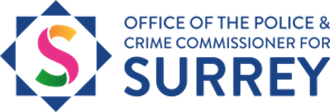 S
OFFICE OF THE POLICE &
CRIME COMMISSIONER FOR
SURREY